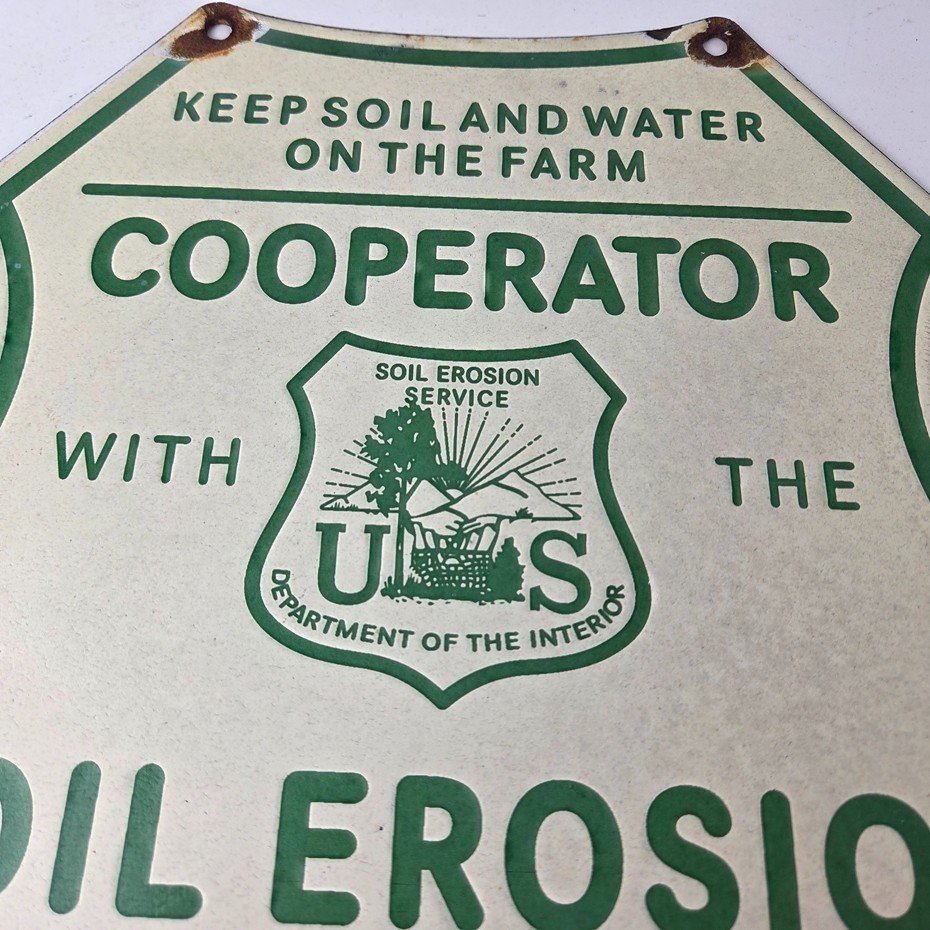 KEEP SOIL AND WATER
ON THE FARM
COOPERATOR
WITH THE
SOIL EROSION
SERVICE
U S
DEPARTMENT OF THE INTERIOR
OIL EROSIO